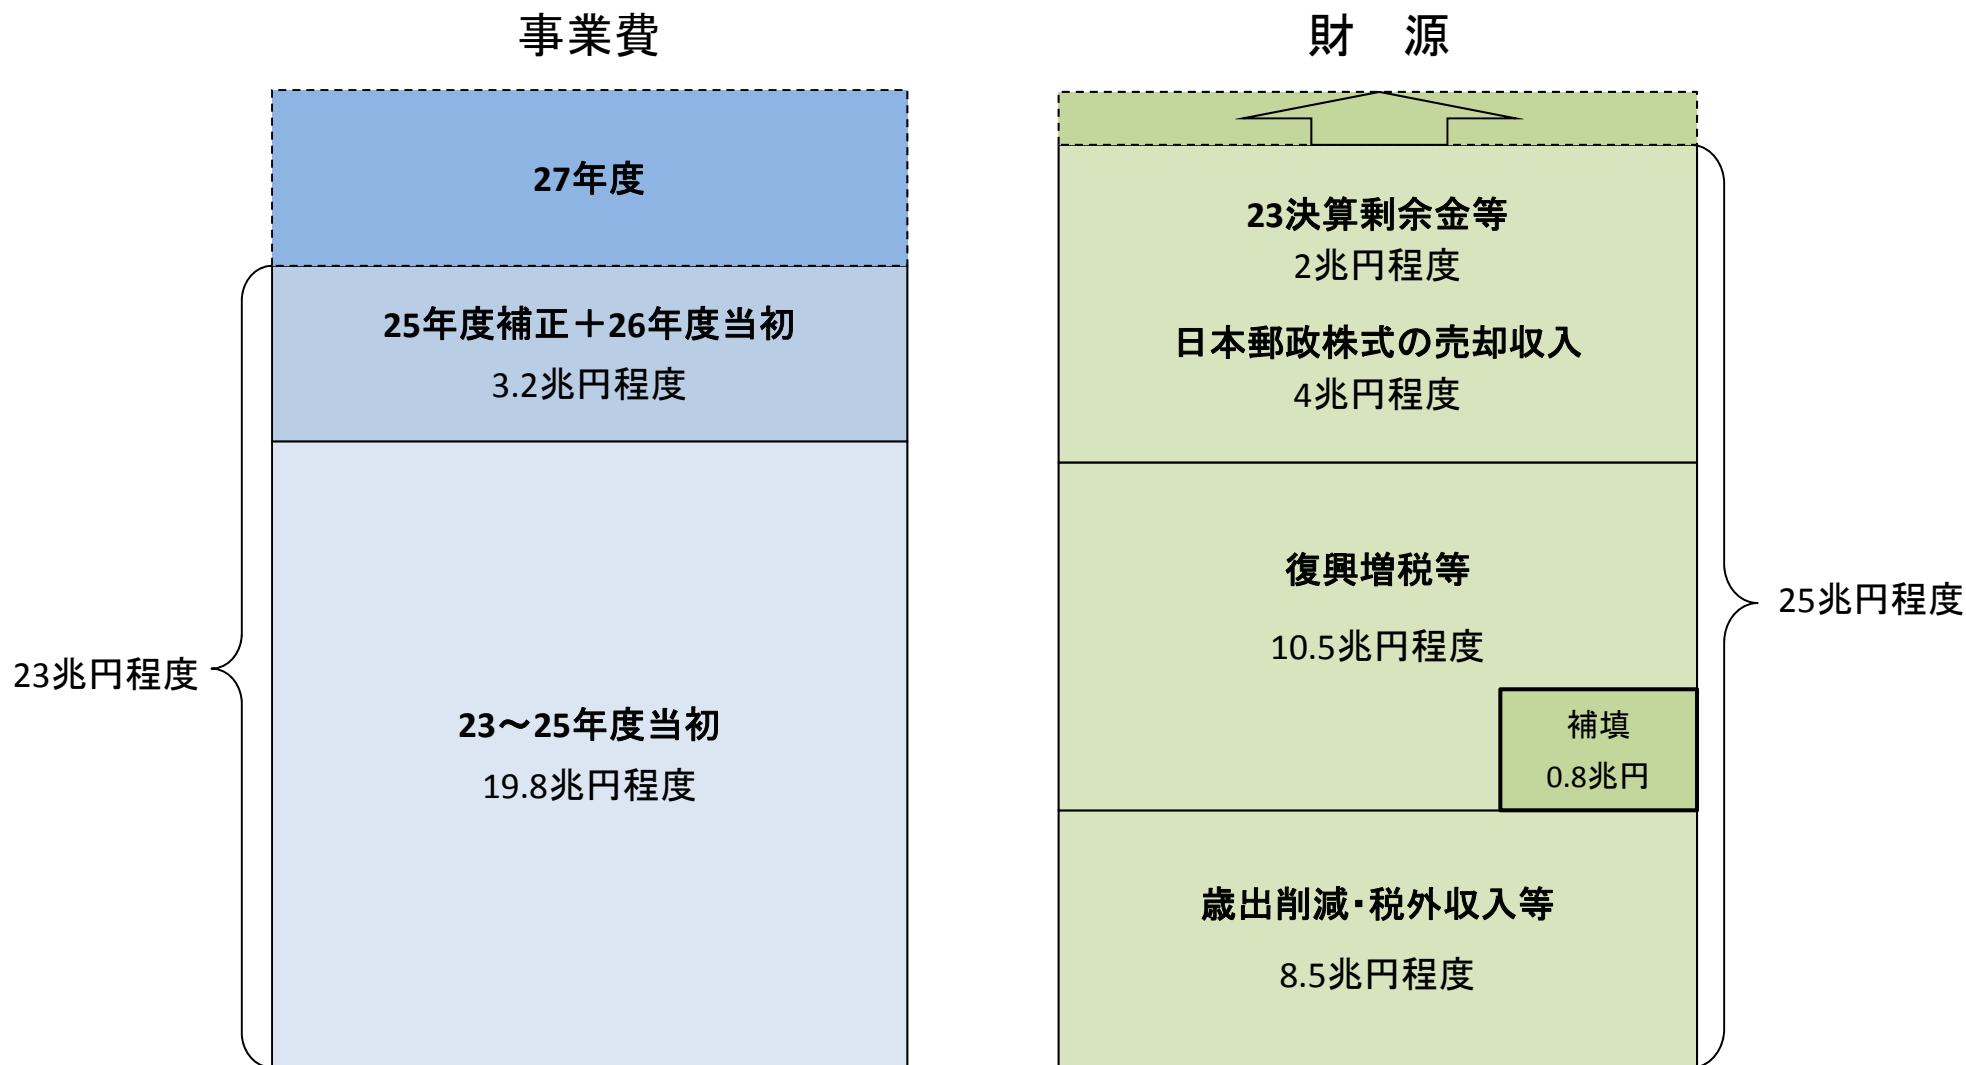 事業費
27年度
25年度補正＋26年度当初
3.2兆円程度
23兆円程度
23～25年度当初
19.8兆円程度
財　源
23決算剰余金等
2兆円程度
日本郵政株式の売却収入
4兆円程度
復興増税等
10.5兆円程度
25兆円程度
補填
0.8兆円
歳出削減・税外収入等
8.5兆円程度